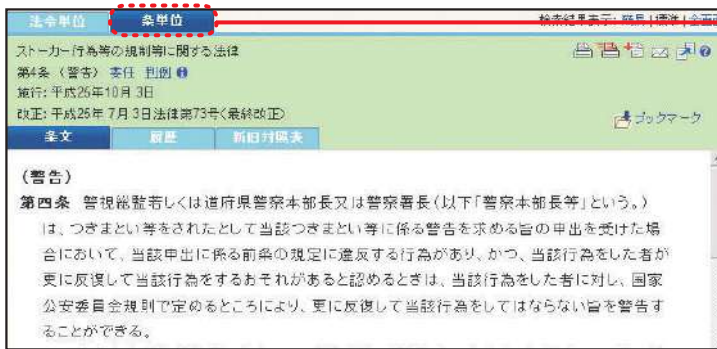 法令単位 条単位
検索結果表示: 履見 | 標準 | 全画
ストーカー行為等の規制等に関する法律
第4条 〈警告〉 委任 判例
施行: 平成25年10月 3日
改正: 平成25年 7月 3日法律第73号〈最終改正〉
ブックマーク
条文 履歴 新旧対照表
(警告)
第四条 警視総監若しくは道府県警察本部長又は警察署長(以下「警察本部長等」という。)
は、つきまとい等をされたとして当該つきまとい等に係る警告を求める旨の申出を受けた場
合において、当該申出に係る前条の規定に違反する行為があり、かつ、当該行為をした者が
更に反復して当該行為をするおそれがあると認めるときは、当該行為をした者に対し、国家
公安委員会規則で定めるところにより、更に反復して当該行為をしてはならない旨を警告す
ることができる。